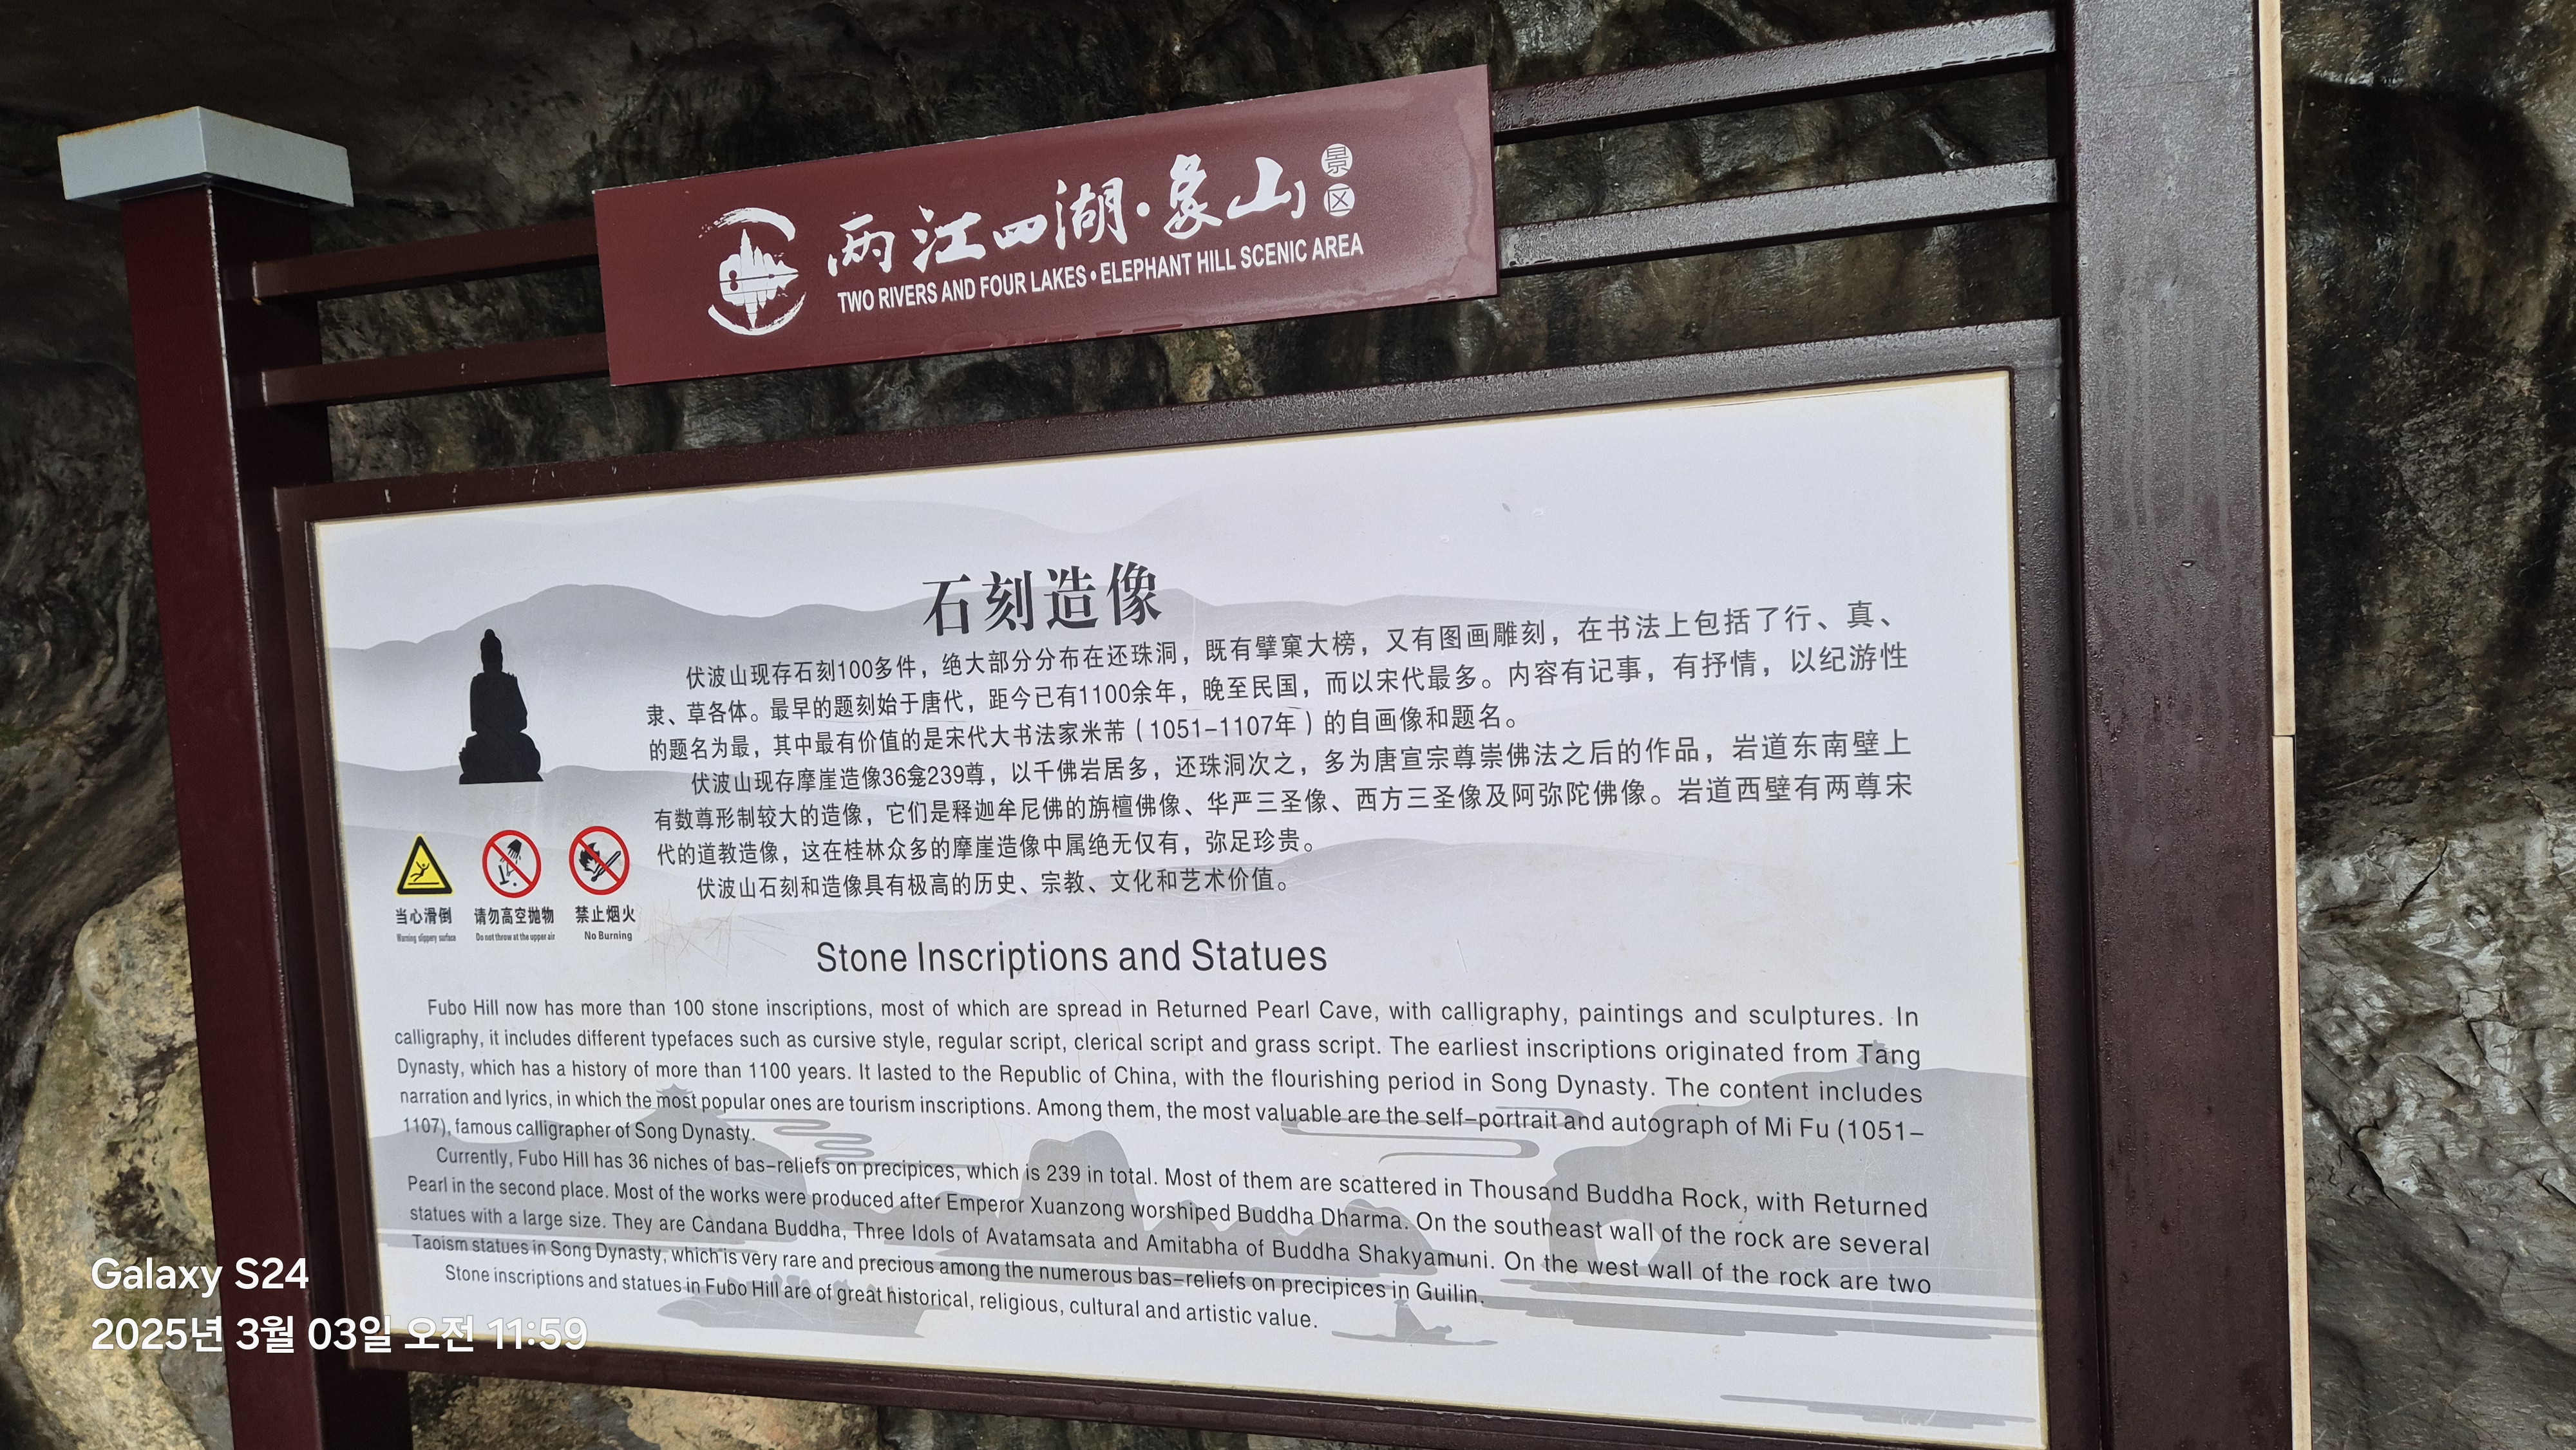 两江四湖·象山
景区
TWO RIVERS AND FOUR LAKES • ELEPHANT HILL SCENIC AREA
石刻造像
伏波山现存石刻100多件，绝大部分分布在还珠洞，既有擘窠大榜，又有图画雕刻，在书法上包括了行、真、
隶、草各体。最早的题刻始于唐代，距今已有1100余年，晚至民国，而以宋代最多。内容有记事，有抒情，以纪游性
的题名为最，其中最有价值的是宋代大书法家米芾（1051-1107年）的自画像和题名。
伏波山现存摩崖造像36龛239尊，以千佛岩居多，还珠洞次之，多为唐宣宗尊崇佛法之后的作品，岩道东南壁上
有数尊形制较大的造像，它们是释迦牟尼佛的旃檀佛像、华严三圣像、西方三圣像及阿弥陀佛像。岩道西壁有两尊宋
代的道教造像，这在桂林众多的摩崖造像中属绝无仅有，弥足珍贵。
伏波山石刻和造像具有极高的历史、宗教、文化和艺术价值。
当心滑倒
Warning slippery surface
请勿高空抛物
Do not throw at the upper air
禁止烟火
No Burning
Stone Inscriptions and Statues
Fubo Hill now has more than 100 stone inscriptions, most of which are spread in Returned Pearl Cave, with calligraphy, paintings and sculptures. In
calligraphy, it includes different typefaces such as cursive style, regular script, clerical script and grass script. The earliest inscriptions originated from Tang
Dynasty, which has a history of more than 1100 years. It lasted to the Republic of China, with the flourishing period in Song Dynasty. The content includes
narration and lyrics, in which the most popular ones are tourism inscriptions. Among them, the most valuable are the self-portrait and autograph of Mi Fu (1051-
1107), famous calligrapher of Song Dynasty.
Currently, Fubo Hill has 36 niches of bas-reliefs on precipices, which is 239 in total. Most of them are scattered in Thousand Buddha Rock, with Returned
Pearl in the second place. Most of the works were produced after Emperor Xuanzong worshiped Buddha Dharma. On the southeast wall of the rock are several
statues with a large size. They are Candana Buddha, Three Idols of Avatamsata and Amitabha of Buddha Shakyamuni. On the west wall of the rock are two
Taoism statues in Song Dynasty, which is very rare and precious among the numerous bas-reliefs on precipices in Guilin.
Stone inscriptions and statues in Fubo Hill are of great historical, religious, cultural and artistic value.
Galaxy S24
2025년 3월 03일 오전 11:59